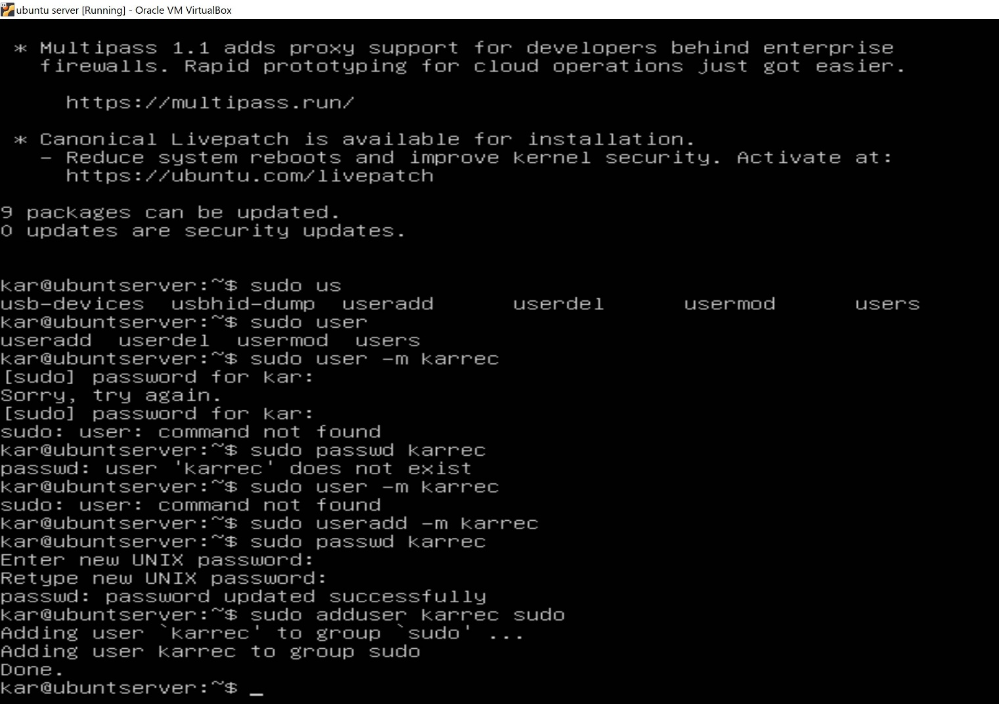 ubuntu server [Running] - Oracle VM VirtualBox
* Multipass 1.1 adds proxy support for developers behind enterprise
firewalls. Rapid prototyping for cloud operations just got easier.
https://multipass.run/
* Canonical Livepatch is available for installation.
- Reduce system reboots and improve kernel security. Activate at:
https://ubuntu.com/livepatch
9 packages can be updated.
0 updates are security updates.
kar@ubuntserver:~$ sudo us
usb-devices usbhid-dump useradd userdel usermod users
kar@ubuntserver:~$ sudo user
useradd userdel usermod users
kar@ubuntserver:~$ sudo user -m karrec
[sudo] password for kar:
Sorry, try again.
[sudo] password for kar:
sudo: user: command not found
kar@ubuntserver:~$ sudo passwd karrec
passwd: user 'karrec' does not exist
kar@ubuntserver:~$ sudo user -m karrec
sudo: user: command not found
kar@ubuntserver:~$ sudo useradd -m karrec
kar@ubuntserver:~$ sudo passwd karrec
Enter new UNIX password:
Retype new UNIX password:
passwd: password updated successfully
kar@ubuntserver:~$ sudo adduser karrec sudo
Adding user `karrec' to group `sudo' ...
Adding user karrec to group sudo
Done.
kar@ubuntserver:~$ _